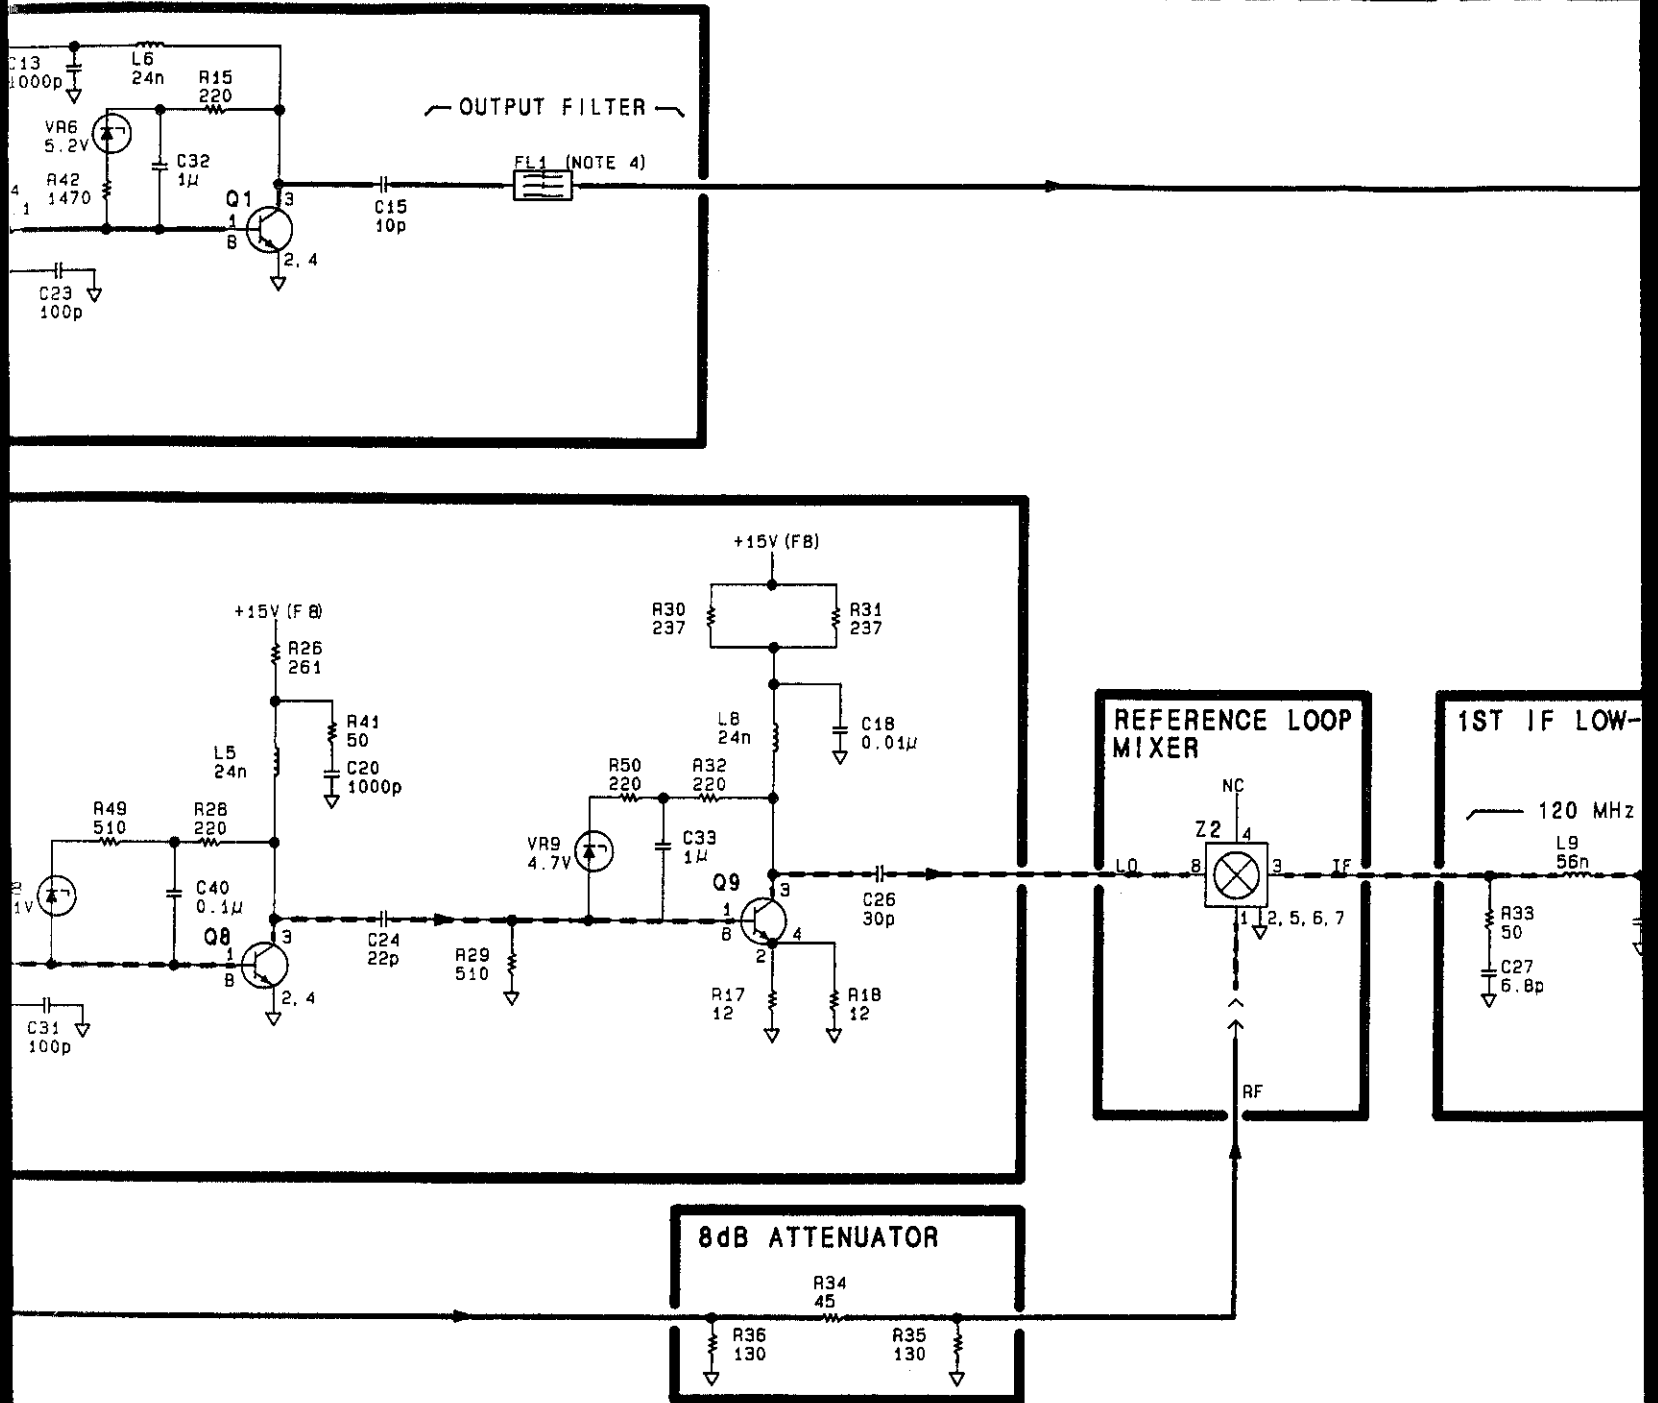 L6
24n
1000p
R15
220
OUTPUT FILTER
VR6
5.2V
C32
1µ
R42
1470
Q1
3
1
B
2, 4
FL1 (NOTE 4)
C15
10p
C23
100p
+15V (F8)
R26
261
R41
50
L5
24n
C20
1000p
R49
510
R28
220
C40
0.1µ
Q8
3
1
B
2, 4
C24
22p
C31
100p
R29
510
+15V (FB)
R30
237
R31
237
L8
24n
C18
0.01µ
R50
220
R32
220
VR9
4.7V
C33
1µ
Q9
3
1
6
4
2
R17
12
R18
12
C26
30p
REFERENCE LOOP
MIXER
NC
Z2
4
LO
8
3
IF
1
2, 5, 6, 7
RF
1ST IF LOW-
120 MHz
L9
56n
R33
50
C27
6.8p
8dB ATTENUATOR
R34
45
R36
130
R35
130